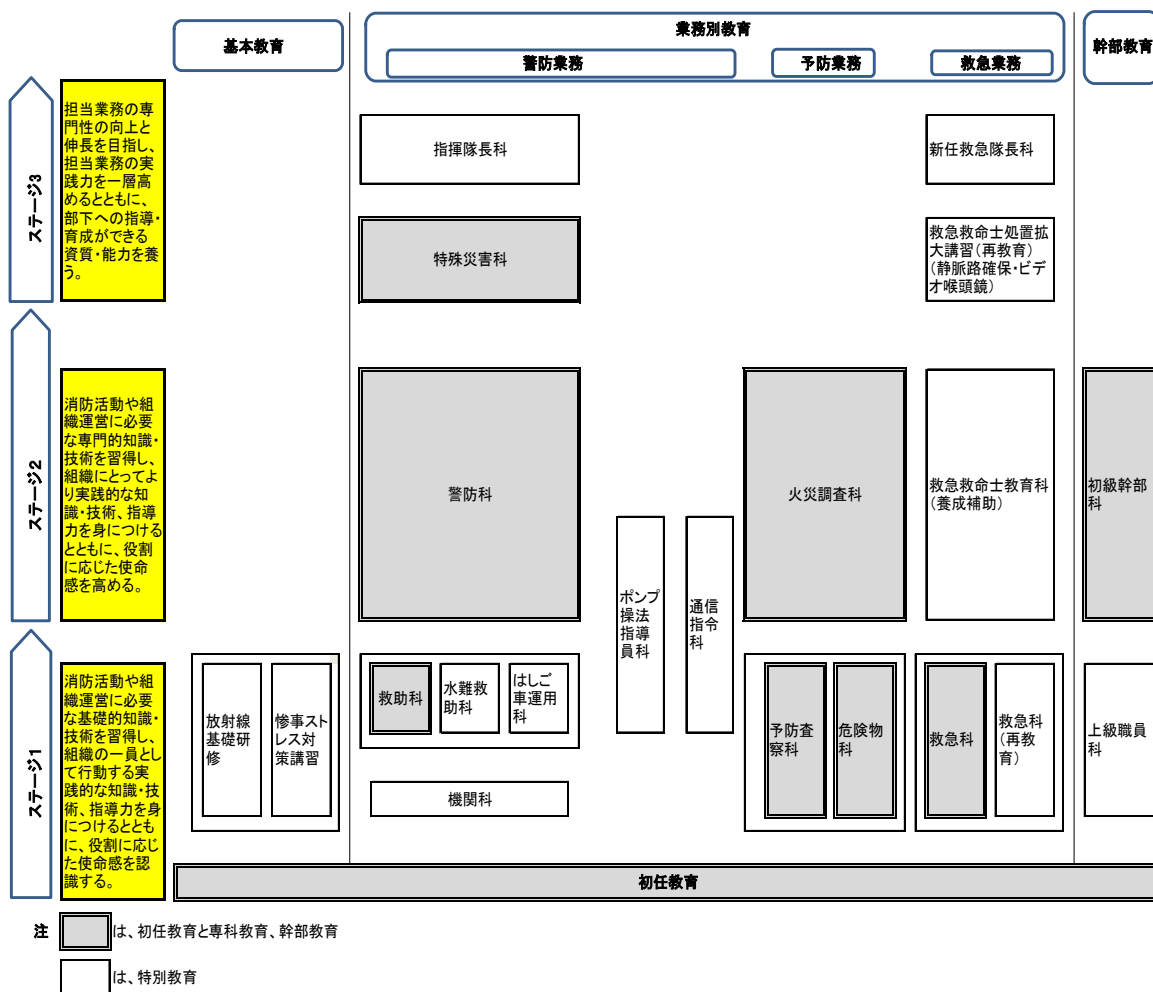 基本教育
業務別教育
警防業務
予防業務
救急業務
幹部教育
ステージ3
担当業務の専
門性の向上と
伸長を目指し、
担当業務の実
践力を一層高
めるとともに、
部下への指導・
育成ができる
資質・能力を養
う。
指揮隊長科
新任救急隊長科
特殊災害科
救急救命士処置拡
大講習(再教育)
(静脈路確保・ビデ
オ喉頭鏡)
ステージ2
消防活動や組
織運営に必要
な専門的知識・
技術を習得し、
組織にとってよ
り実践的な知
識・技術、指導
力を身につける
とともに、役割
に応じた使命
感を高める。
警防科
火災調査科
救急救命士教育科
(養成補助)
初級幹部
科
ポンプ
操法
指導
員科
通信
指令
科
ステージ1
消防活動や組
織運営に必要
な基礎的知識・
技術を習得し、
組織の一員とし
て行動する実
践的な知識・技
術、指導力を身
につけるととも
に、役割に応じ
た使命感を認
識する。
放射線
基礎研
修
惨事スト
レス対
策講習
救助科
水難救
助科
はしご
車運用
科
機関科
予防査
察科
危険物
科
救急科
救急科
(再教
育)
上級職員
科
初任教育
注
は、初任教育と専科教育、幹部教育
は、特別教育